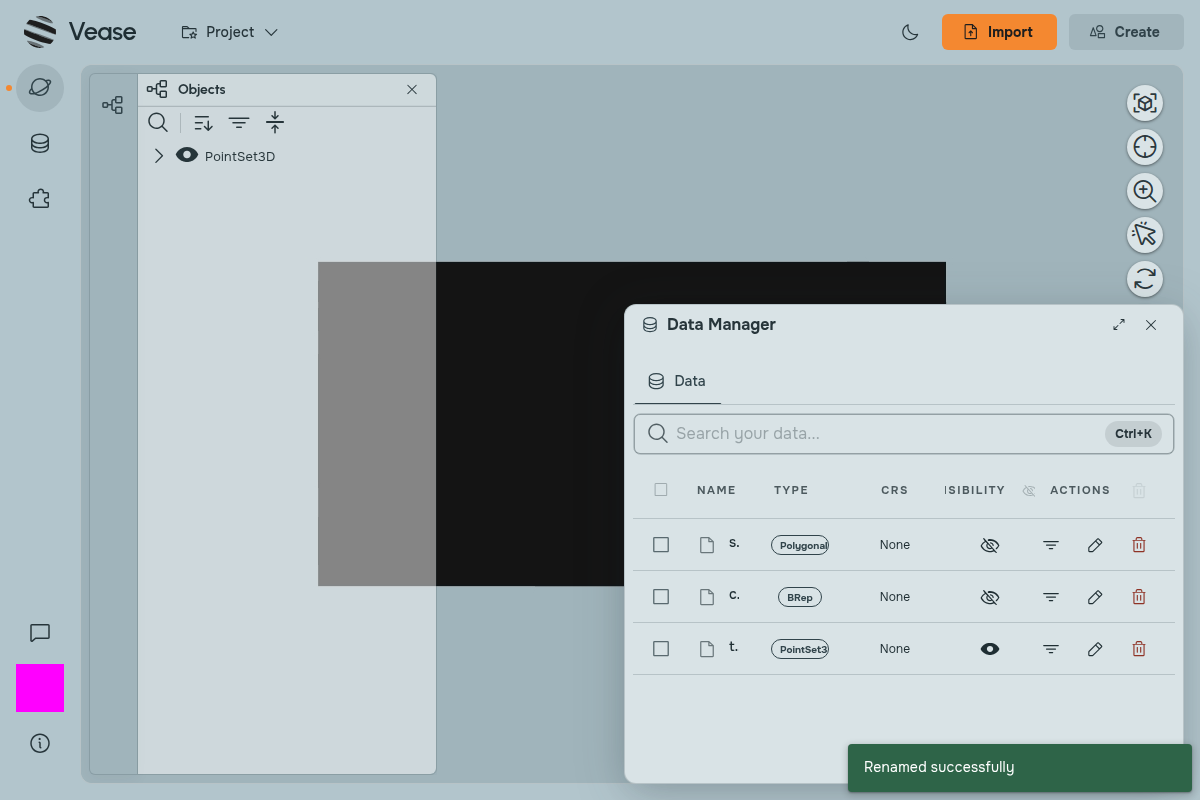 Vease
Project
Import
Create
Objects
PointSet3D
Data Manager
Data
Search your data...
Ctrl+K
NAME TYPE CRS ISIBILITY ACTIONS
S. Polygonal None
C. BRep None
t. PointSet3 None
Renamed successfully